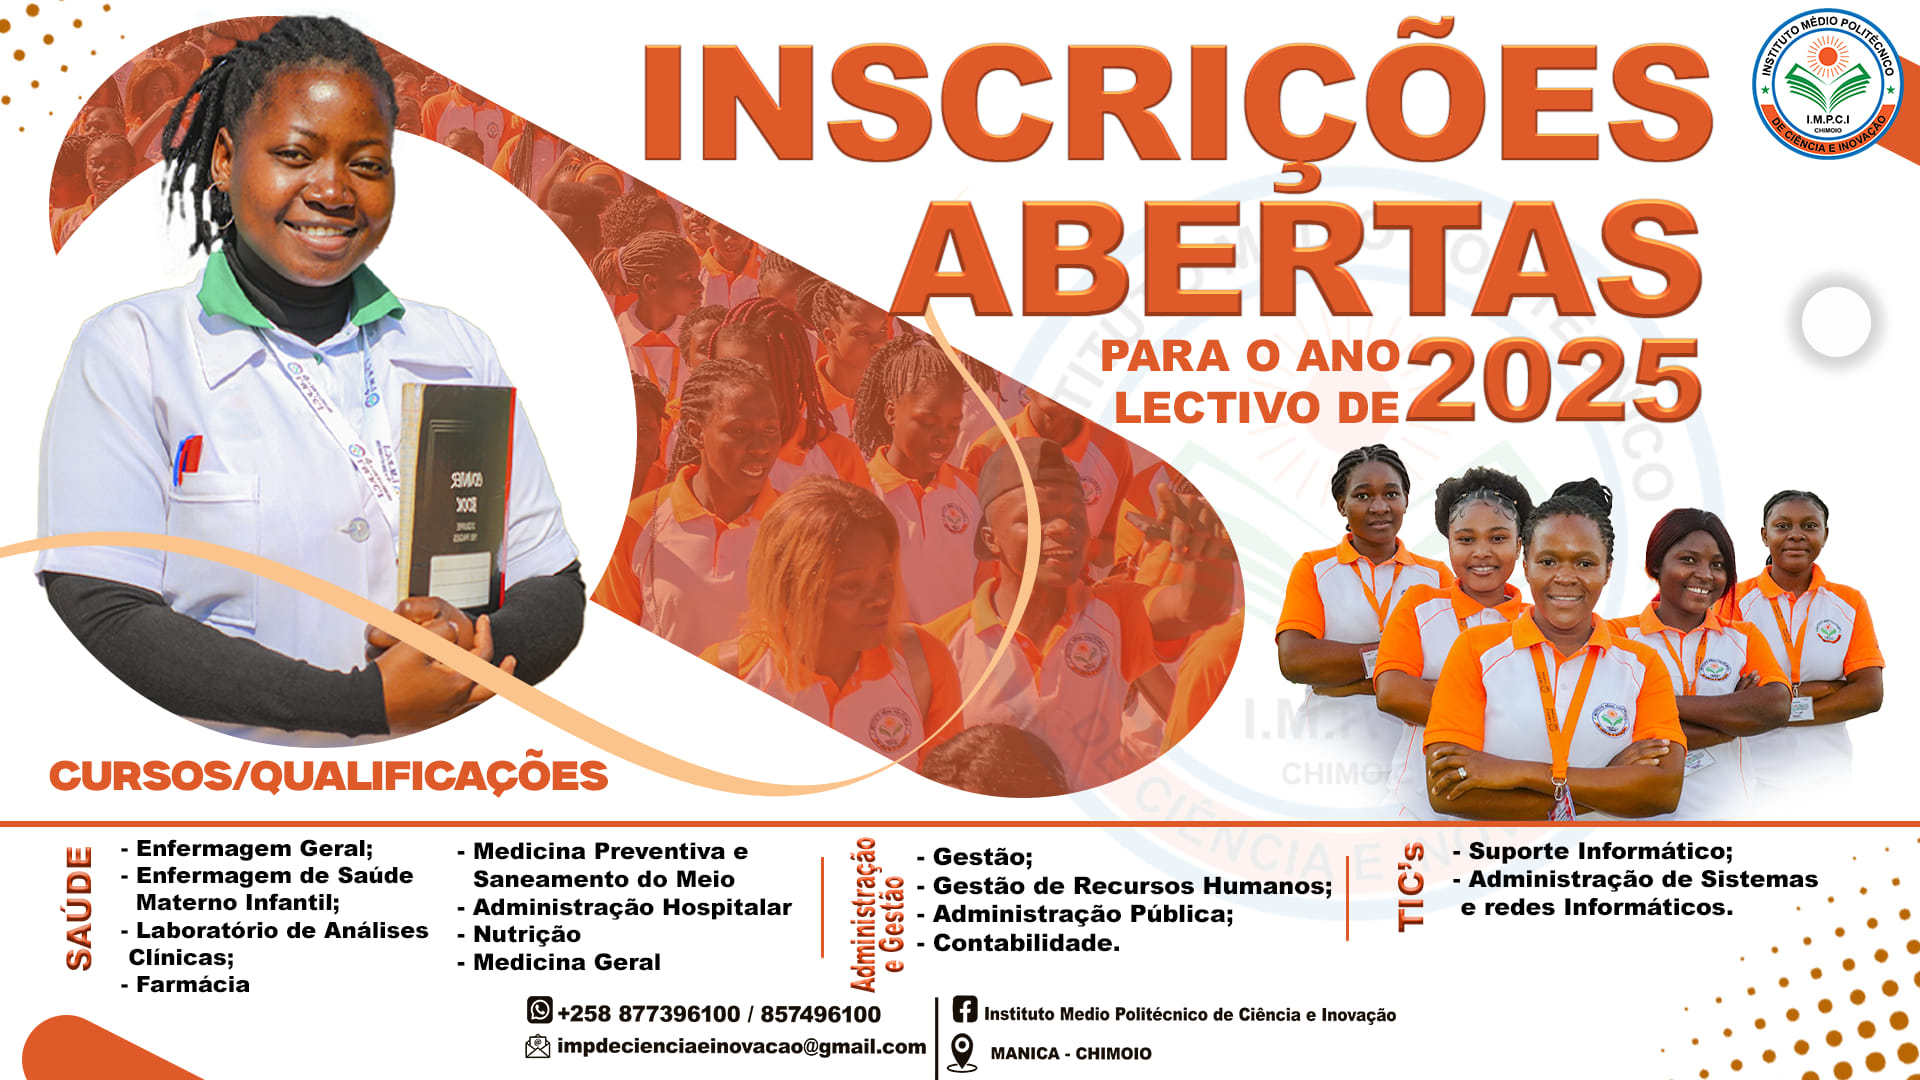 INSCRIÇÕES
ABERTAS
PARA O ANO
LECTIVO DE
2025
INSTITUTO MÉDIO POLITÉCNICO
I.M.P.C.I
CHIMOIO
DE CIÊNCIA E INOVAÇÃO
CURSOS/QUALIFICAÇÕES
SAÚDE
- Enfermagem Geral;
- Enfermagem de Saúde
Materno Infantil;
- Laboratório de Análises
Clínicas;
- Farmácia
- Medicina Preventiva e
Saneamento do Meio
- Administração Hospitalar
- Nutrição
- Medicina Geral
Administração
e Gestão
- Gestão;
- Gestão de Recursos Humanos;
- Administração Pública;
- Contabilidade.
TIC's
- Suporte Informático;
- Administração de Sistemas
e redes Informáticos.
+258 877396100 / 857496100
impdecienciaeinovacao@gmail.com
Instituto Medio Politécnico de Ciência e Inovação
MANICA - CHIMOIO